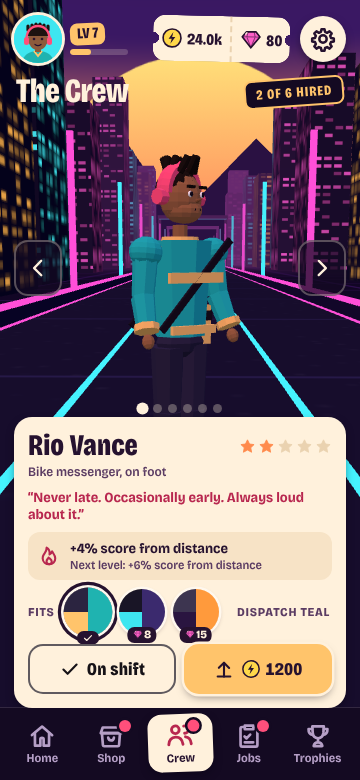 LV 7
24.0k
80
The Crew
2 OF 6 HIRED
Rio Vance
Bike messenger, on foot
“Never late. Occasionally early. Always loud
about it.”
+4% score from distance
Next level: +6% score from distance
FITS
8
15
DISPATCH TEAL
On shift
1200
Home
Shop
Crew
Jobs
Trophies